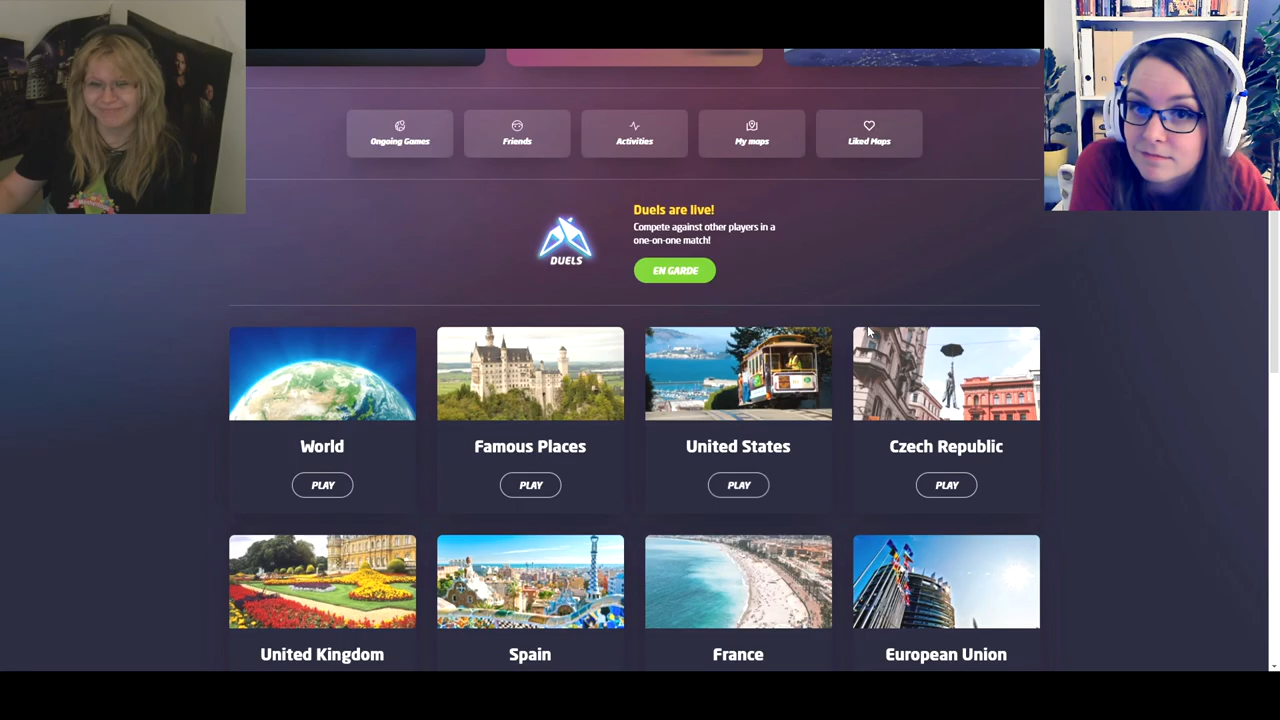 Ongoing Games
Friends
Activities
My maps
Liked Maps
DUELS
Duels are live!
Compete against other players in a
one-on-one match!
EN GARDE
World
Famous Places
United States
Czech Republic
PLAY
PLAY
PLAY
PLAY
United Kingdom
Spain
France
European Union